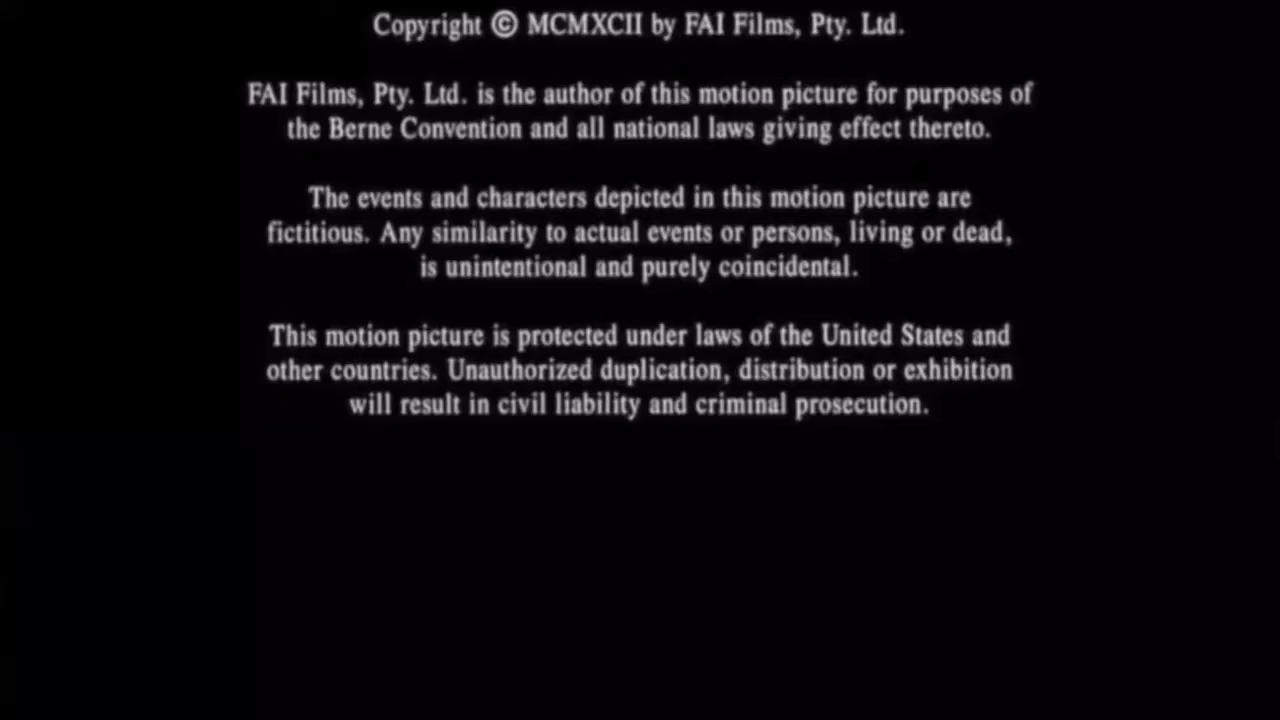 Copyright © MCMXCII by FAI Films, Pty. Ltd.
FAI Films, Pty. Ltd. is the author of this motion picture for purposes of
the Berne Convention and all national laws giving effect thereto.
The events and characters depicted in this motion picture are
fictitious. Any similarity to actual events or persons, living or dead,
is unintentional and purely coincidental.
This motion picture is protected under laws of the United States and
other countries. Unauthorized duplication, distribution or exhibition
will result in civil liability and criminal prosecution.